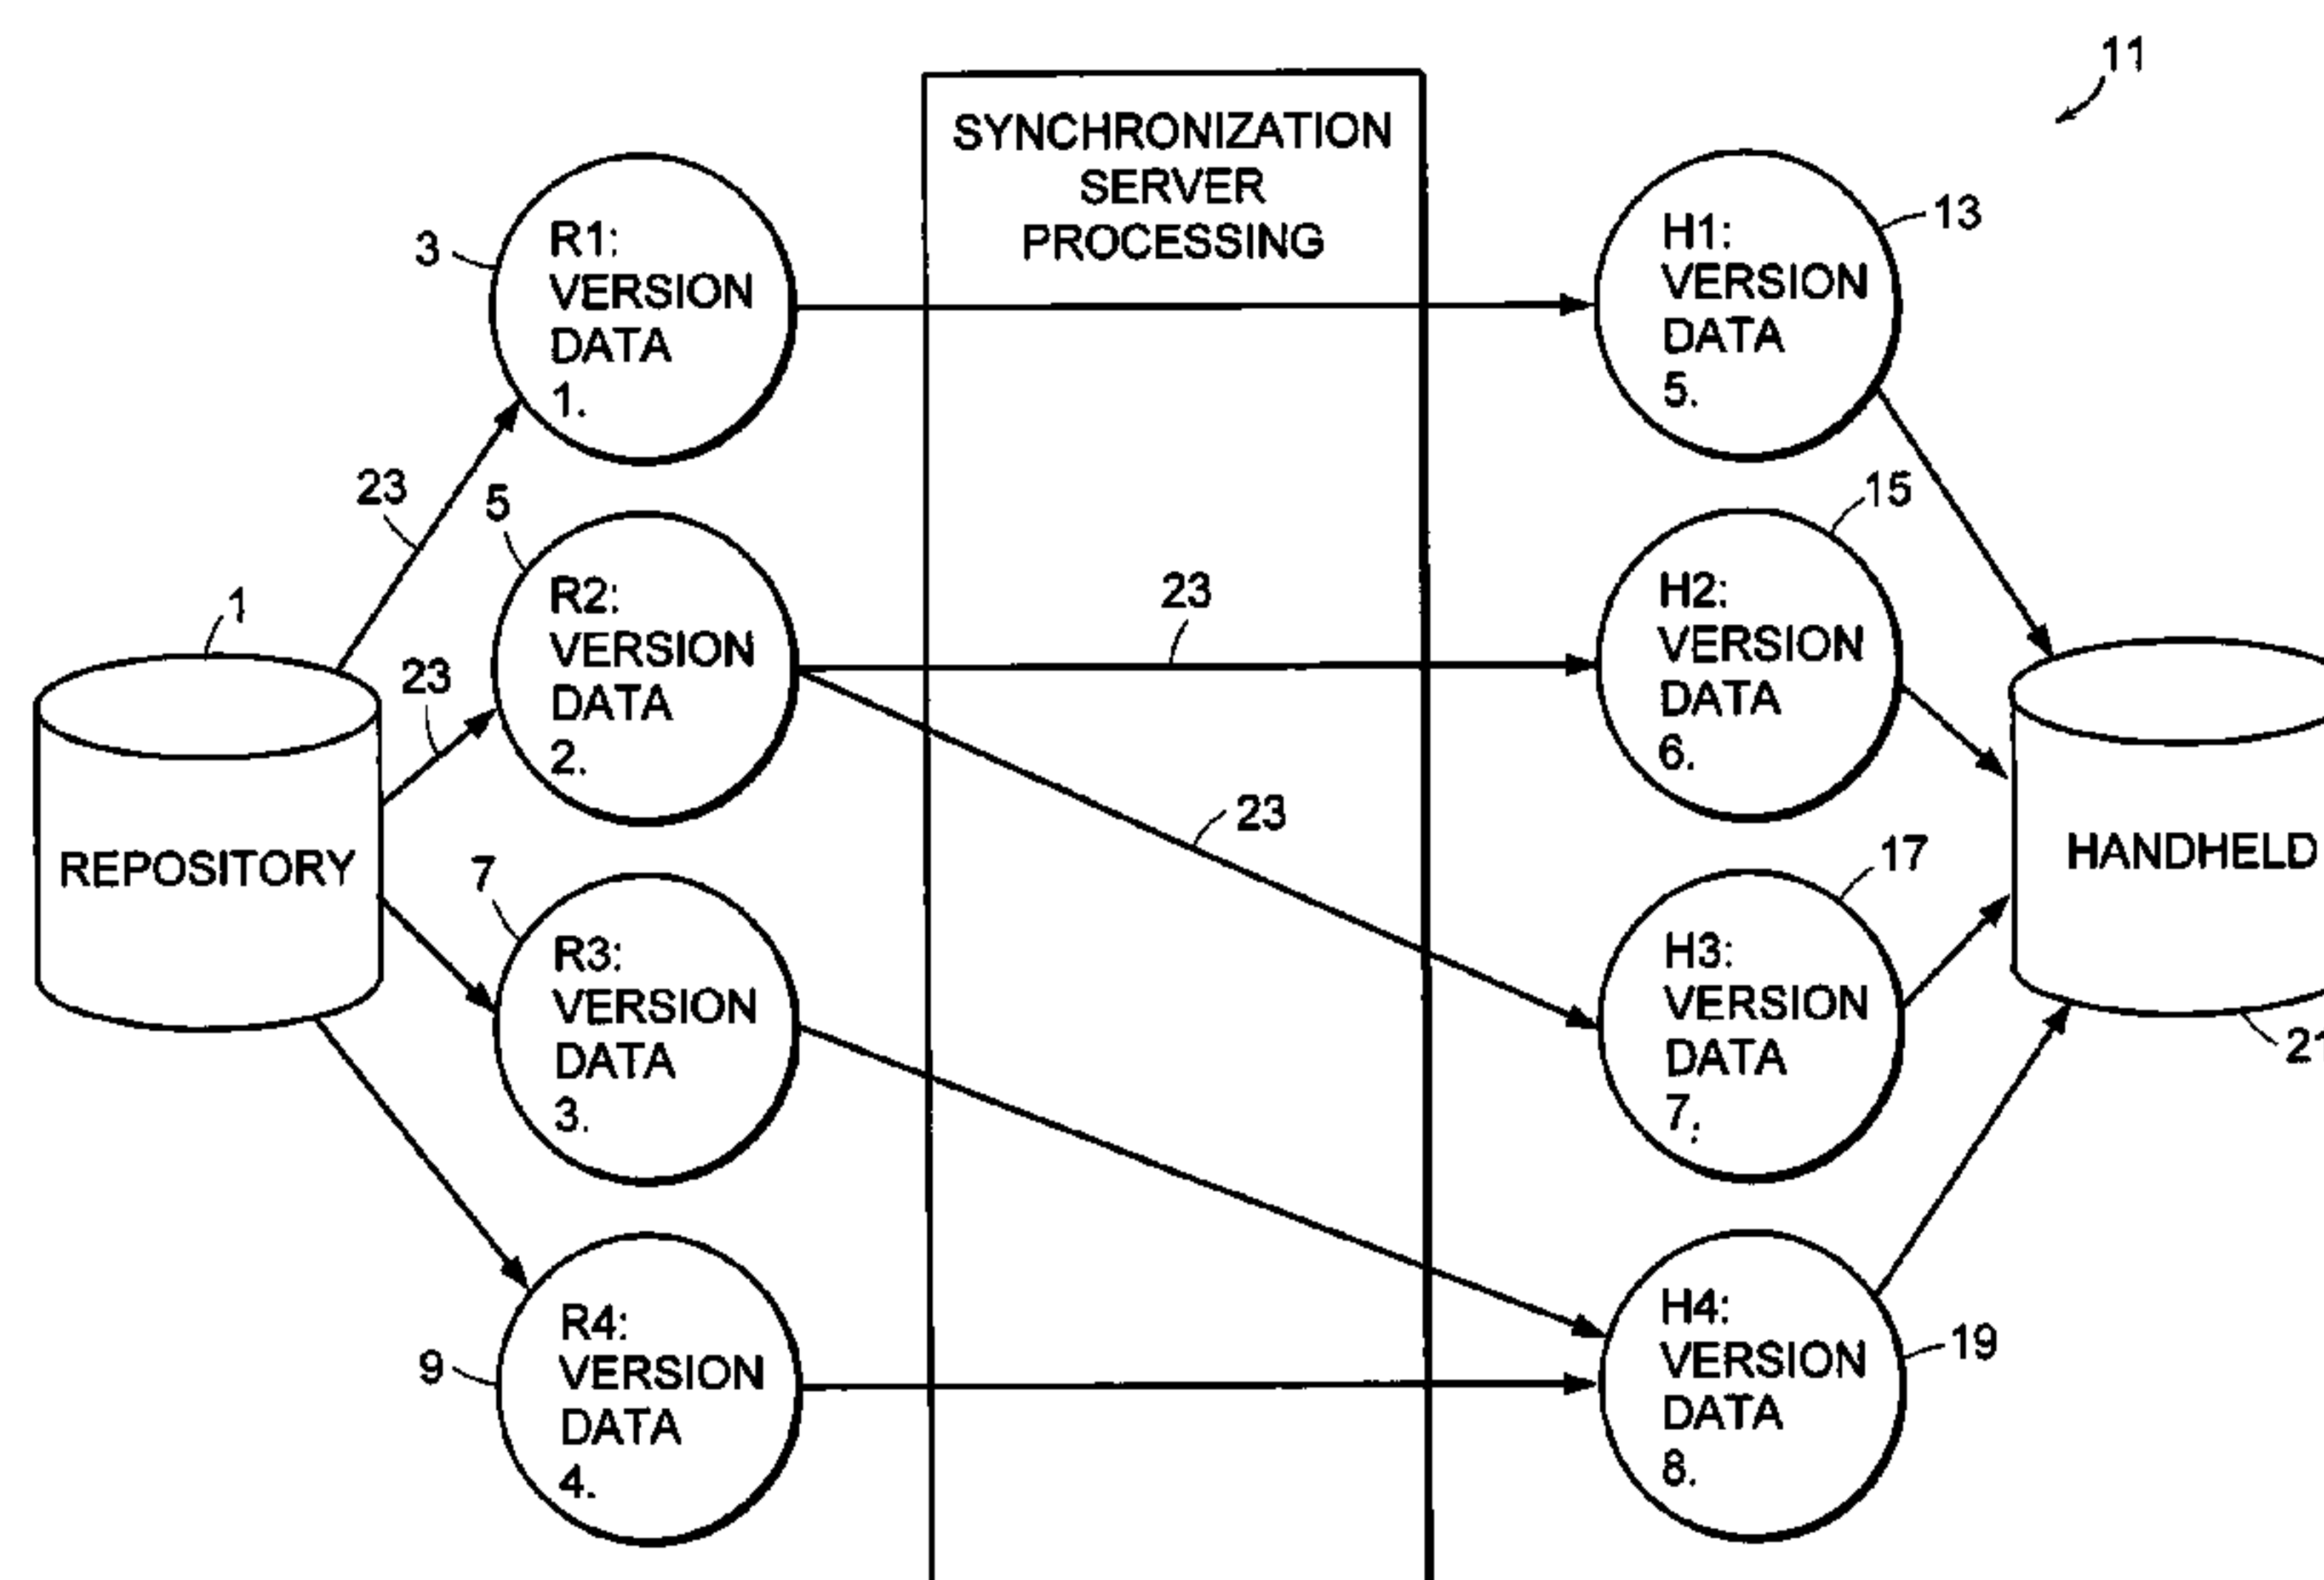 11
SYNCHRONIZATION
SERVER
PROCESSING
3
R1:
VERSION
DATA
1.
H1:
VERSION
DATA
5.
13
23
5
R2:
VERSION
DATA
2.
23
H2:
VERSION
DATA
6.
15
1
23
REPOSITORY
23
HANDHELD
7
R3:
VERSION
DATA
3.
H3:
VERSION
DATA
7.
17
21
9
R4:
VERSION
DATA
4.
H4:
VERSION
DATA
8.
19